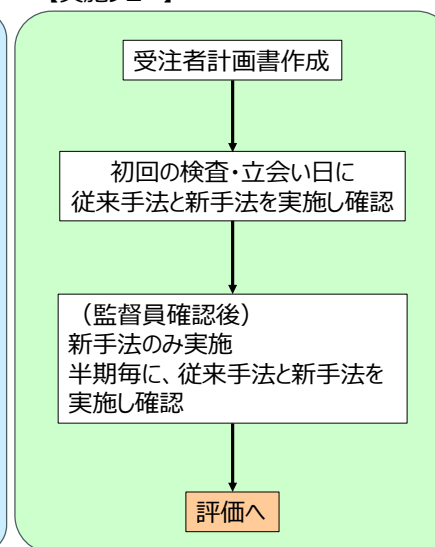 受注者計画書作成
初回の検査・立会い日に
従来手法と新手法を実施し確認
（監督員確認後）
新手法のみ実施
半期毎に、従来手法と新手法を
実施し確認
評価へ